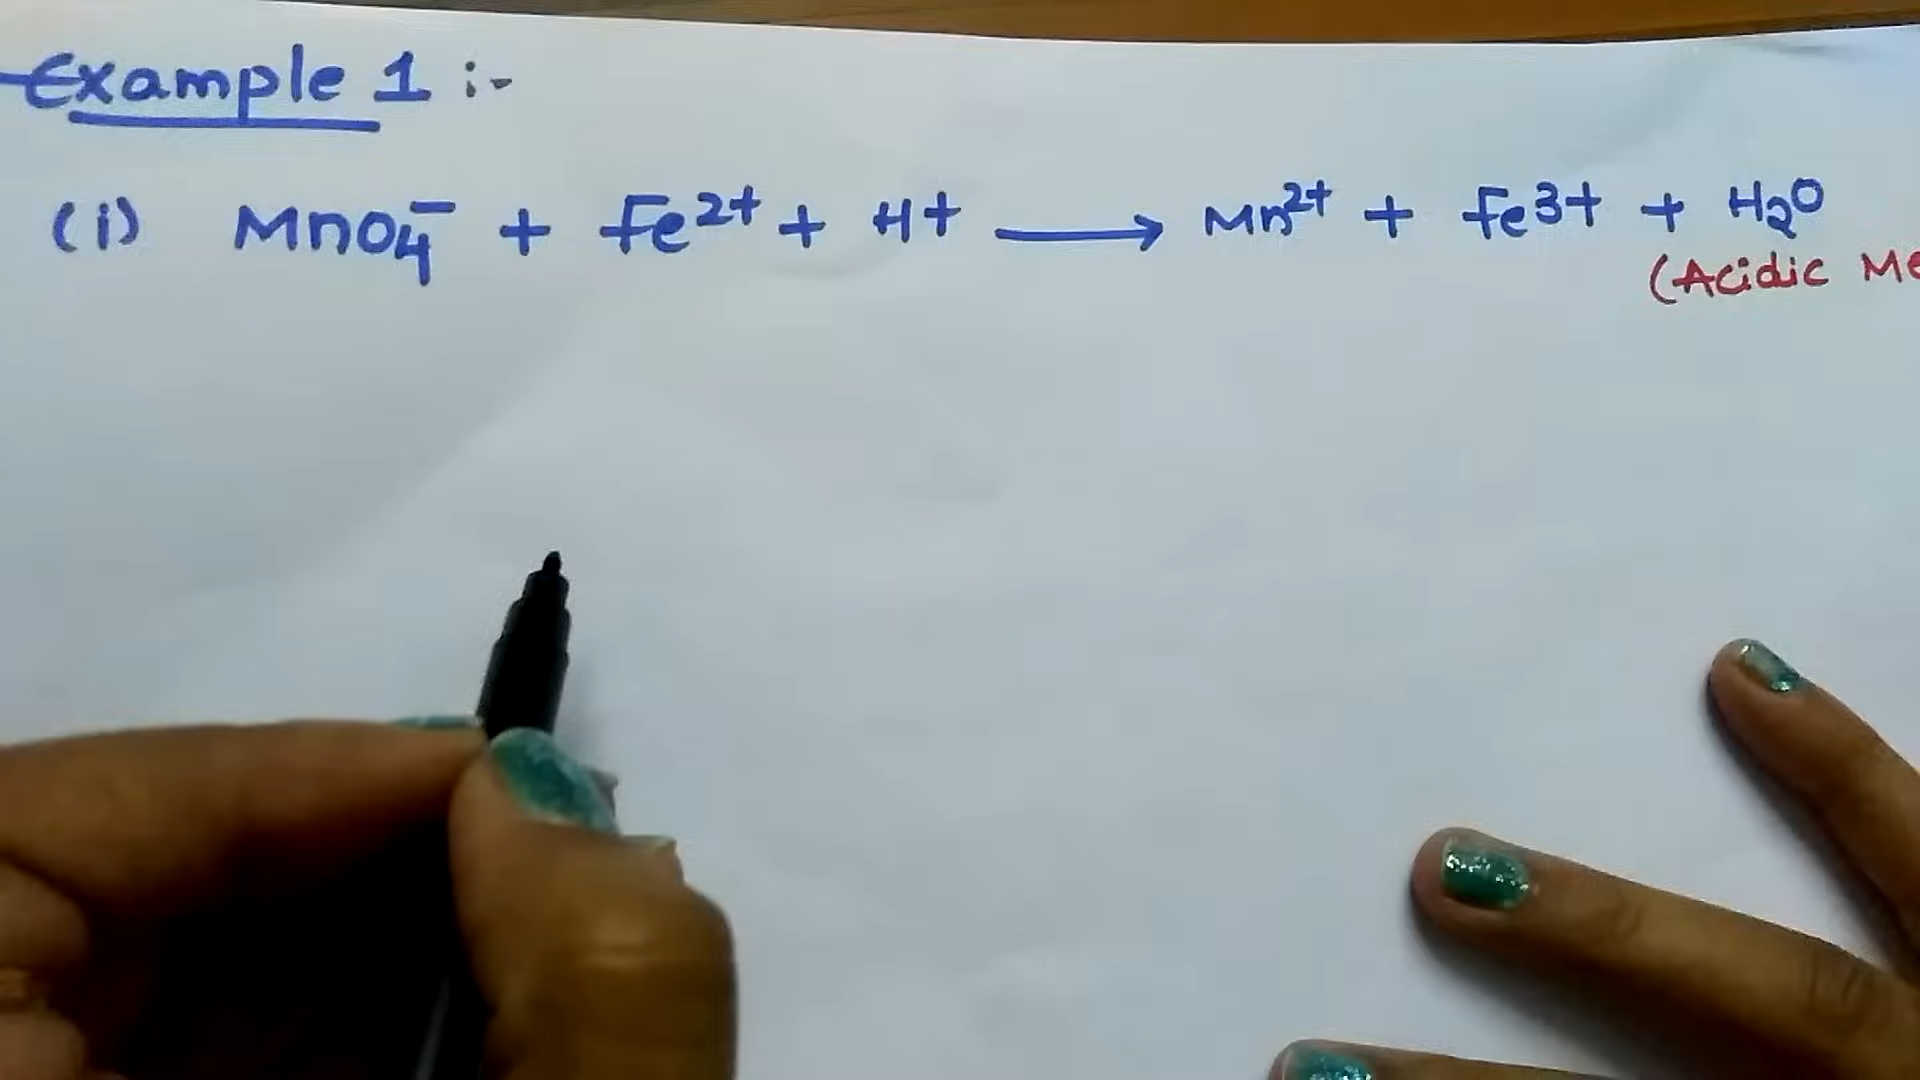 Example 1 :-
(i) MnO₄⁻ + Fe²⁺ + H⁺ ⟶ Mn²⁺ + Fe³⁺ + H₂O
(Acidic Me